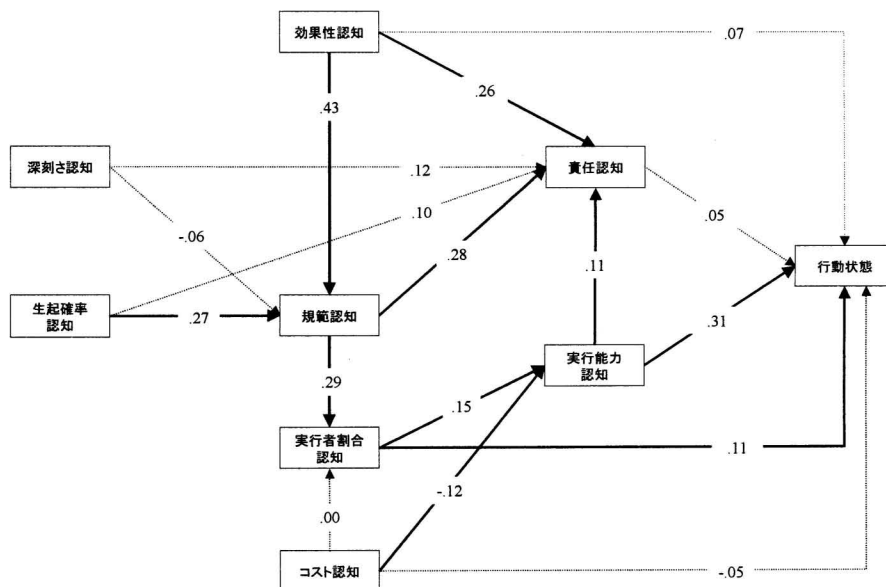 効果性認知
.07
.26
.43
深刻さ認知
.12
責任認知
.10
.05
-.06
.28
.11
行動状態
生起確率
認知
.27
規範認知
.31
.29
実行能力
認知
.15
実行者割合
認知
.11
-.12
.00
コスト認知
-.05